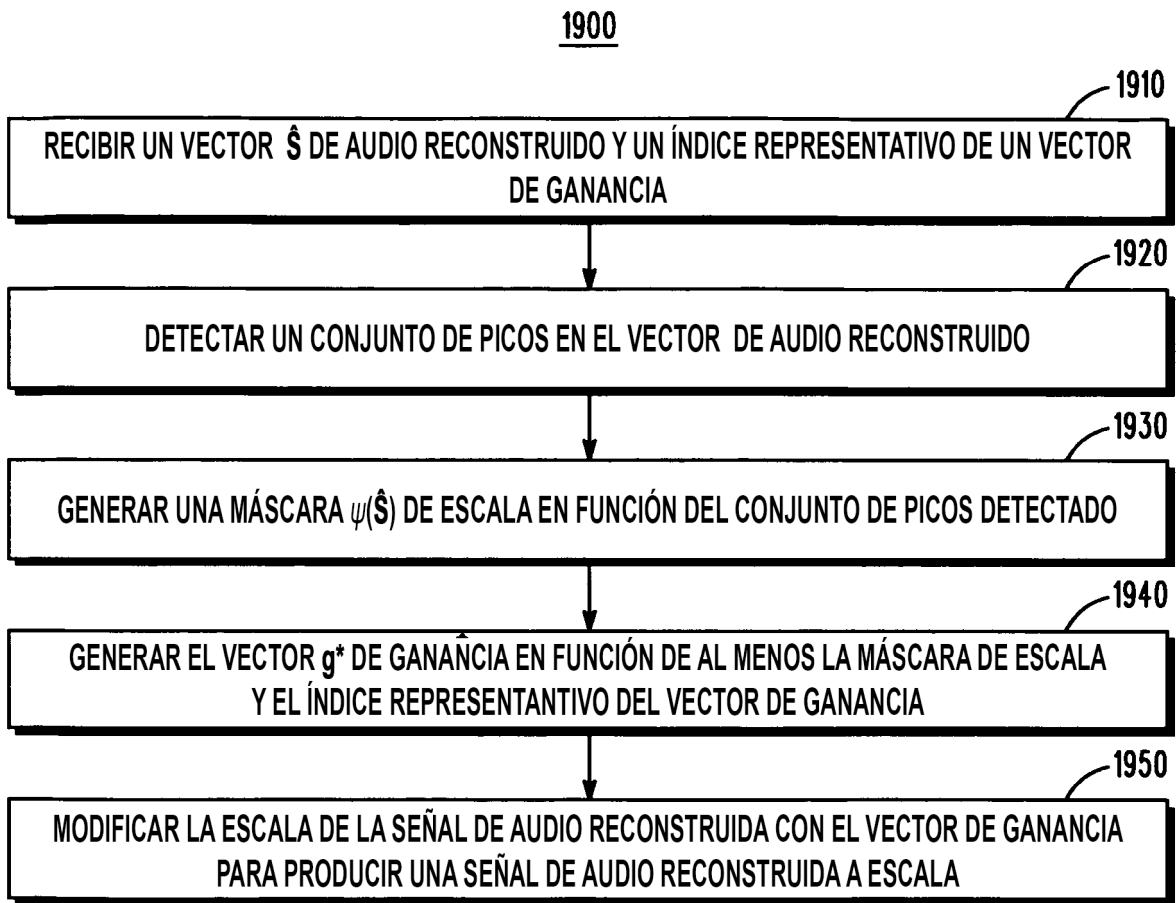 1900
1910
RECIBIR UN VECTOR Ŝ DE AUDIO RECONSTRUIDO Y UN ÍNDICE REPRESENTATIVO DE UN VECTOR
DE GANANCIA
1920
DETECTAR UN CONJUNTO DE PICOS EN EL VECTOR DE AUDIO RECONSTRUIDO
1930
GENERAR UNA MÁSCARA ψ(Ŝ) DE ESCALA EN FUNCIÓN DEL CONJUNTO DE PICOS DETECTADO
1940
GENERAR EL VECTOR g* DE GANANCIA EN FUNCIÓN DE AL MENOS LA MÁSCARA DE ESCALA
Y EL ÍNDICE REPRESENTANTIVO DEL VECTOR DE GANANCIA
1950
MODIFICAR LA ESCALA DE LA SEÑAL DE AUDIO RECONSTRUIDA CON EL VECTOR DE GANANCIA
PARA PRODUCIR UNA SEÑAL DE AUDIO RECONSTRUIDA A ESCALA